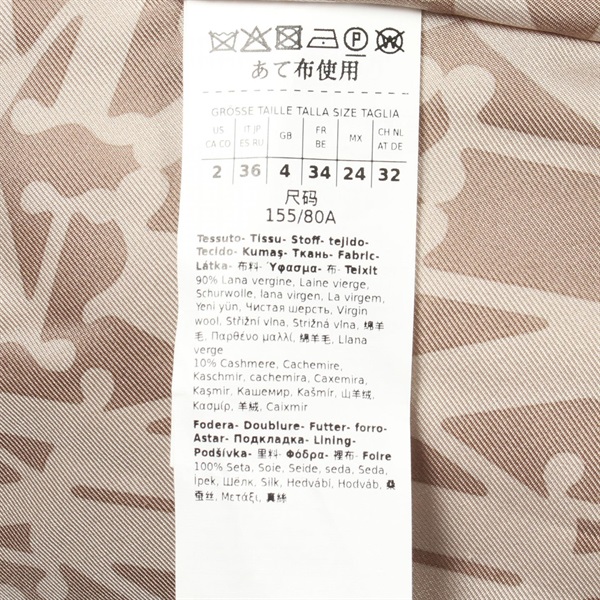 P W
あて布使用
GROSSE TAILLE TALLA SIZE TAGLIA
US CA CO IT JP ES RU GB FR BE MX CH NL AT DE
2 36 4 34 24 32
尺码
155/80A
Tessuto- Tissu- Stoff- tejido-
Tecido- Kumaş- Ткань- Fabric-
Látka- 布料- Ύφασμα- 布- Teixit
90% Lana vergine, Laine vierge,
Schurwolle, lana virgen, La virgem,
Yeni yün, Чистая шерсть, Virgin
wool, Střižní vlna, Strižná vlna, 绵羊
毛, Παρθένο μαλλί, 绵羊毛, Llana
verge
10% Cashmere, Cachemire,
Kaschmir, cachemira, Caxemira,
Kaşmir, Кашемир, Kašmír, 山羊绒,
Κασμίρ, 羊絨, Caixmir
Fodera- Doublure- Futter- forro-
Astar- Подкладка- Lining-
Podšívka- 里料- Φόδρα- 裡布- Foire
100% Seta, Soie, Seide, seda, Seda,
İpek, Шёлк, Silk, Hedvábí, Hodváb, 桑
蚕丝, Μετάξι, 真絲